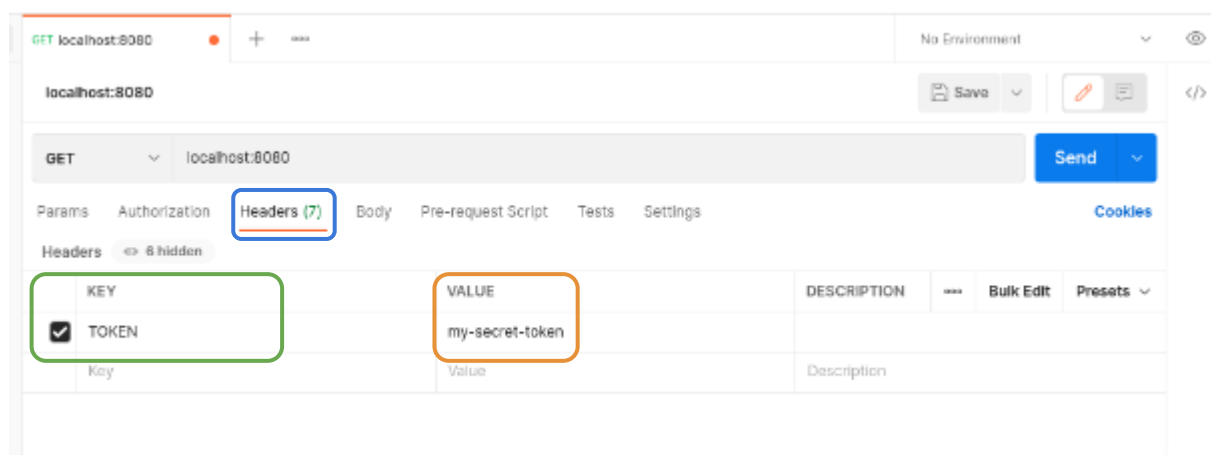 GET localhost:8080
No Environment
localhost:8080
Save
GET localhost:8080 Send
Params Authorization Headers (7) Body Pre-request Script Tests Settings Cookies
Headers 6 hidden
KEY VALUE DESCRIPTION Bulk Edit Presets
TOKEN my-secret-token
Key Value Description